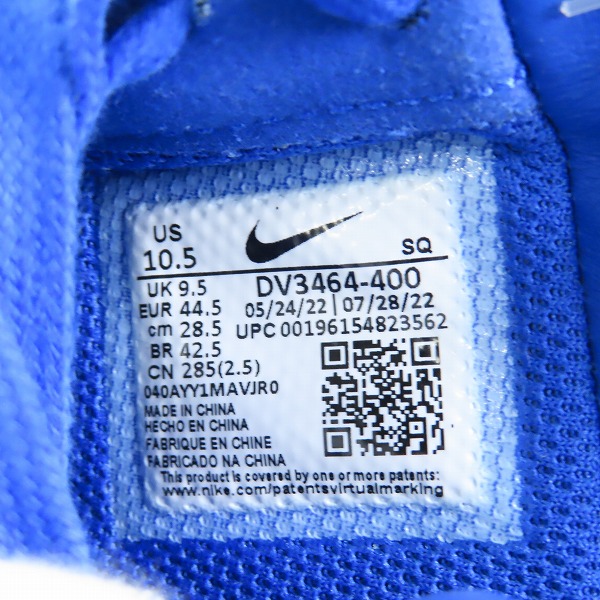 US
10.5
SQ
UK 9.5
DV3464-400
EUR 44.5
05/24/22 | 07/28/22
cm 28.5
UPC 00196154823562
BR 42.5
CN 285(2.5)
040AYY1MAVJR0
MADE IN CHINA
HECHO EN CHINA
FABRIQUE EN CHINE
FABRICADO NA CHINA
This product is covered by one or more patents:
www.nike.com/patentsvirtualmarking